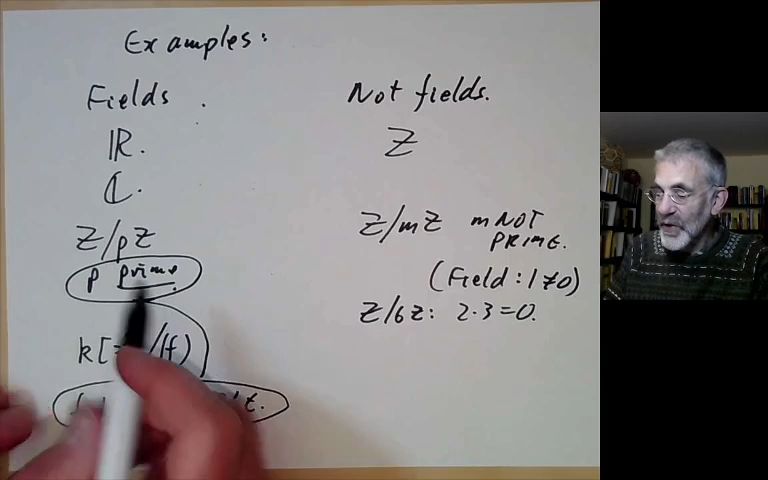 Examples:
Fields.
ℝ.
ℂ.
Z/pZ
p prime.
k[ /(f)
Not fields.
Z
Z/mZ m NOT
PRIME.
(Field: 1≠0)
Z/6Z: 2·3=0.